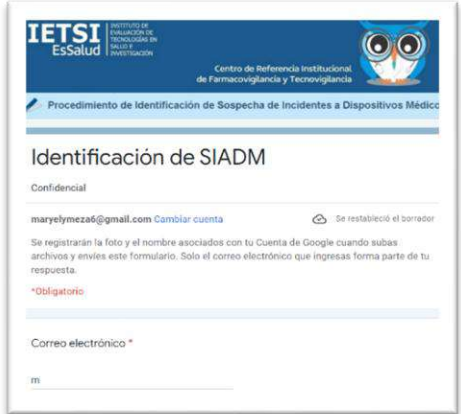 IETSI
EsSalud
INSTITUTO DE
EVALUACIÓN DE
TECNOLOGÍAS EN
SALUD E
INVESTIGACIÓN
Centro de Referencia Institucional
de Farmacovigilancia y Tecnovigilancia
Procedimiento de Identificación de Sospecha de Incidentes a Dispositivos Médico
Identificación de SIADM
Confidencial
maryelymeza6@gmail.com Cambiar cuenta
Se restableció el borrador
Se registrarán la foto y el nombre asociados con tu Cuenta de Google cuando subas
archivos y envíes este formulario. Solo el correo electrónico que ingresas forma parte de tu
respuesta.
*Obligatorio
Correo electrónico *
m